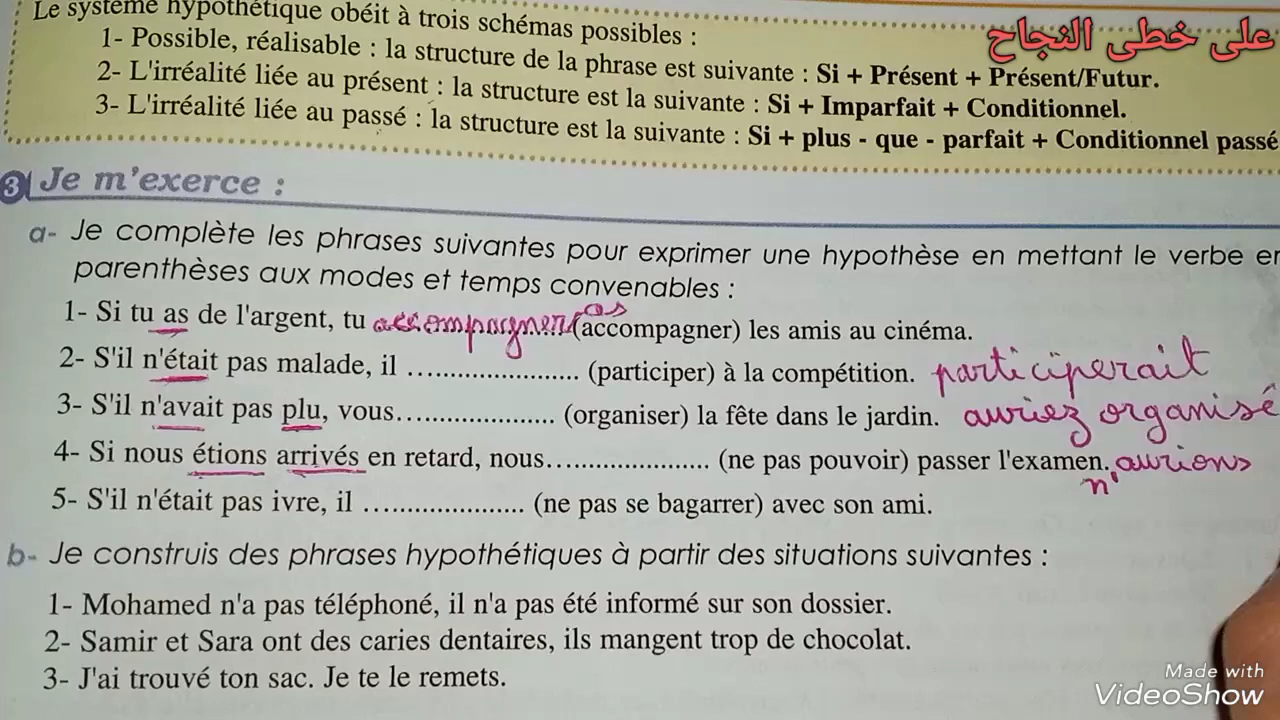 Le système hypothétique obéit à trois schémas possibles :
على خطى النجاح
1- Possible, réalisable : la structure de la phrase est suivante : Si + Présent + Présent/Futur.
2- L'irréalité liée au présent : la structure est la suivante : Si + Imparfait + Conditionnel.
3- L'irréalité liée au passé : la structure est la suivante : Si + plus - que - parfait + Conditionnel passé
3 Je m'exerce :
a- Je complète les phrases suivantes pour exprimer une hypothèse en mettant le verbe en
parenthèses aux modes et temps convenables :
1- Si tu as de l'argent, tu accompagneras (accompagner) les amis au cinéma.
2- S'il n'était pas malade, il ........................ (participer) à la compétition. participerait
3- S'il n'avait pas plu, vous........................ (organiser) la fête dans le jardin. auriez organisé
4- Si nous étions arrivés en retard, nous........................ (ne pas pouvoir) passer l'examen. n'aurions
5- S'il n'était pas ivre, il ........................ (ne pas se bagarrer) avec son ami.
b- Je construis des phrases hypothétiques à partir des situations suivantes :
1- Mohamed n'a pas téléphoné, il n'a pas été informé sur son dossier.
2- Samir et Sara ont des caries dentaires, ils mangent trop de chocolat.
3- J'ai trouvé ton sac. Je te le remets.
Made with
VideoShow